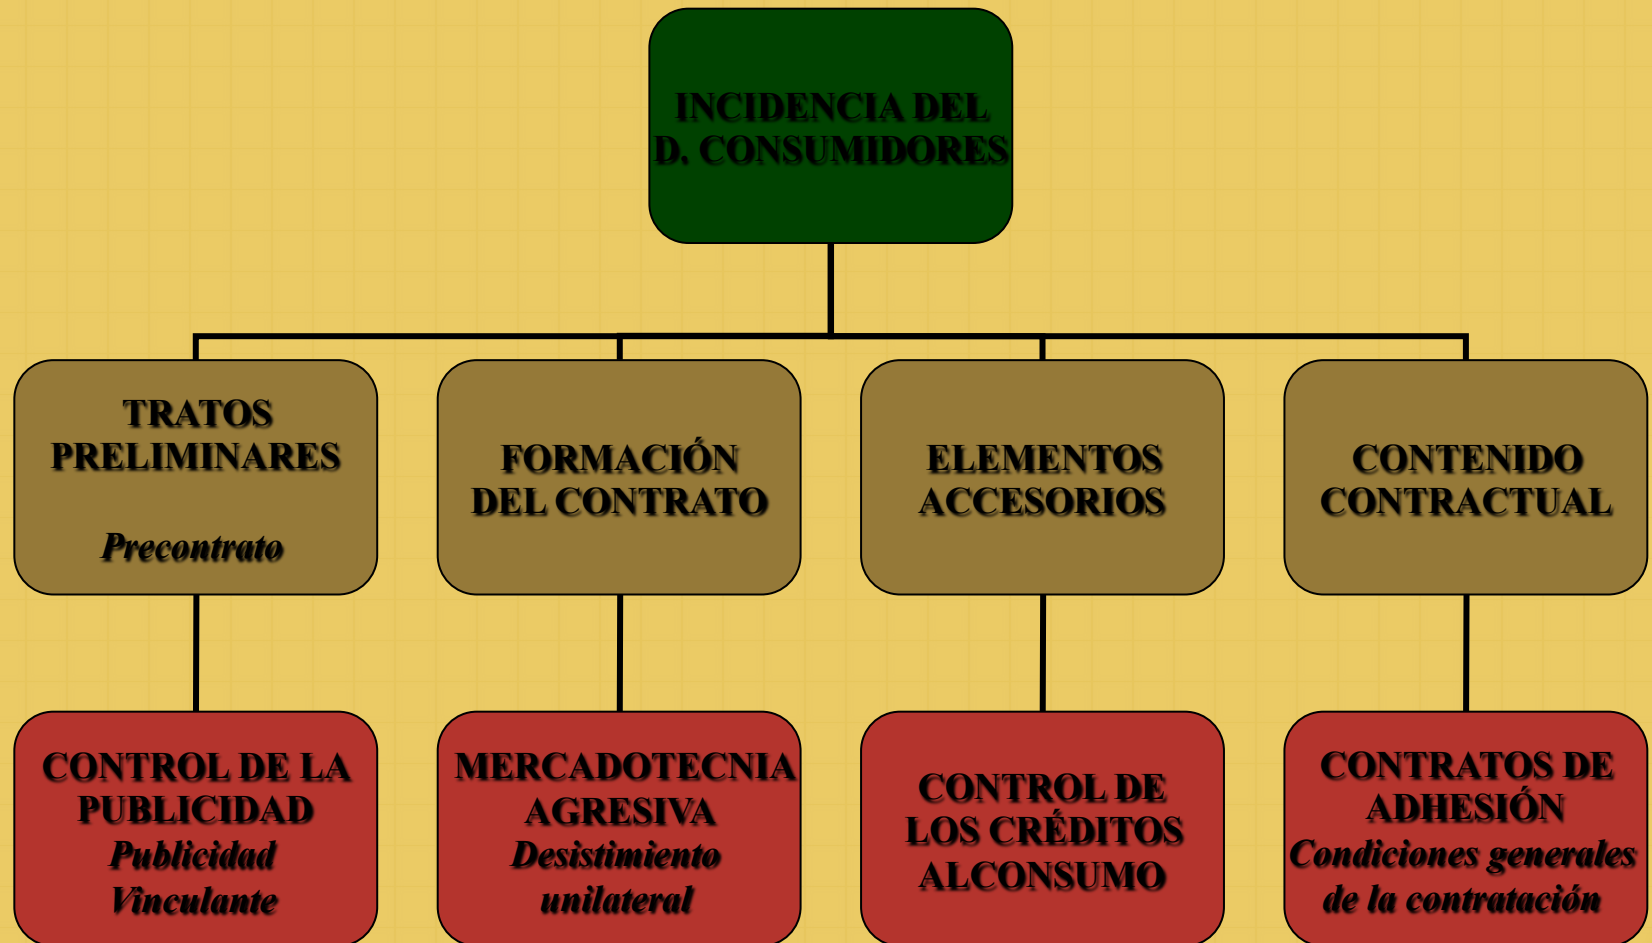 INCIDENCIA DEL
D. CONSUMIDORES
TRATOS
PRELIMINARES
Precontrato
FORMACIÓN
DEL CONTRATO
ELEMENTOS
ACCESORIOS
CONTENIDO
CONTRACTUAL
CONTROL DE LA
PUBLICIDAD
Publicidad
Vinculante
MERCADOTECNIA
AGRESIVA
Desistimiento
unilateral
CONTROL DE
LOS CRÉDITOS
ALCONSUMO
CONTRATOS DE
ADHESIÓN
Condiciones generales
de la contratación